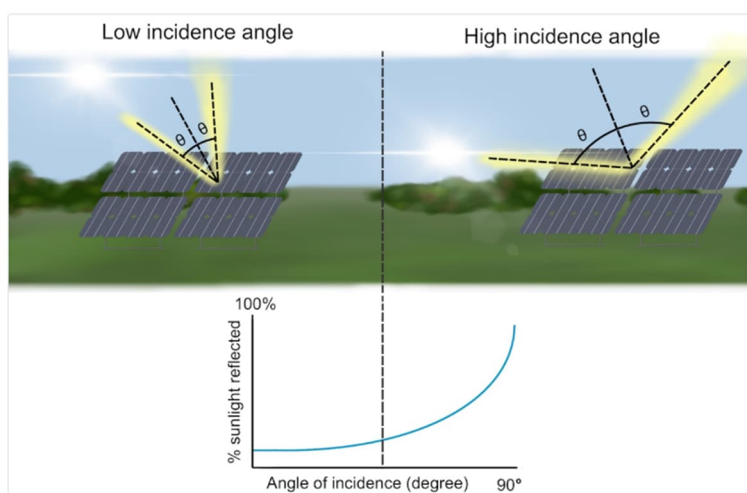 Low incidence angle
High incidence angle
θ
θ
θ
θ
100%
% sunlight reflected
Angle of incidence (degree)
90°